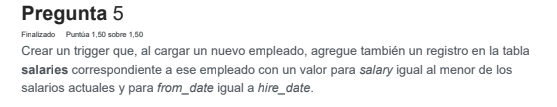 Pregunta 5
Finalizado Puntúa 1,50 sobre 1,50
Crear un trigger que, al cargar un nuevo empleado, agregue también un registro en la tabla
salaries correspondiente a ese empleado con un valor para salary igual al menor de los
salarios actuales y para from_date igual a hire_date.